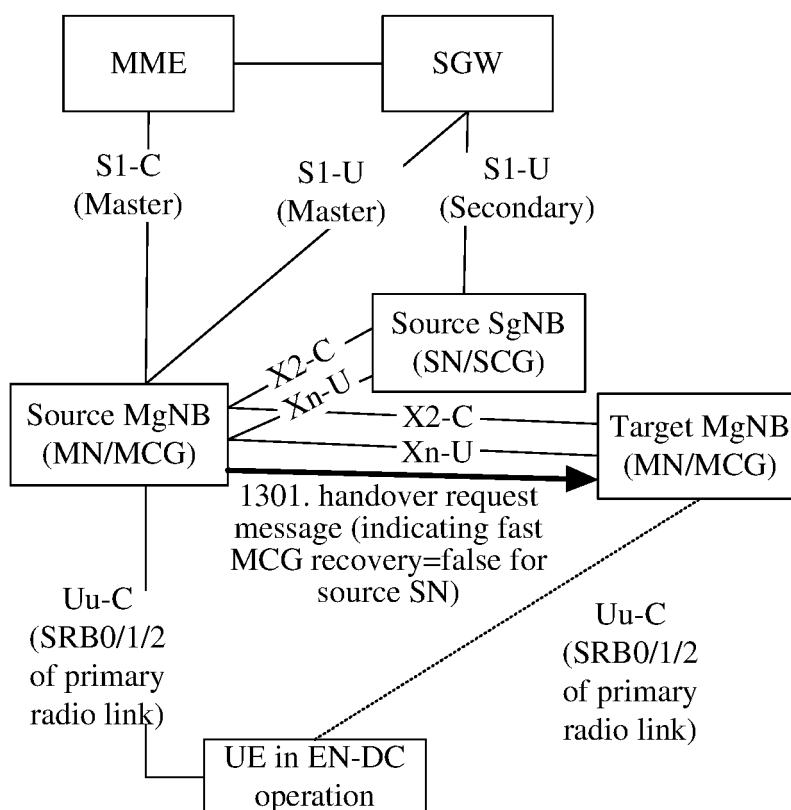 MME
SGW
S1-C
(Master)
S1-U
(Master)
S1-U
(Secondary)
Source SgNB
(SN/SCG)
X2-C
Xn-U
Source MgNB
(MN/MCG)
X2-C
Xn-U
Target MgNB
(MN/MCG)
1301. handover request
message (indicating fast
MCG recovery=false for
source SN)
Uu-C
(SRB0/1/2
of primary
radio link)
Uu-C
(SRB0/1/2
of primary
radio link)
UE in EN-DC
operation